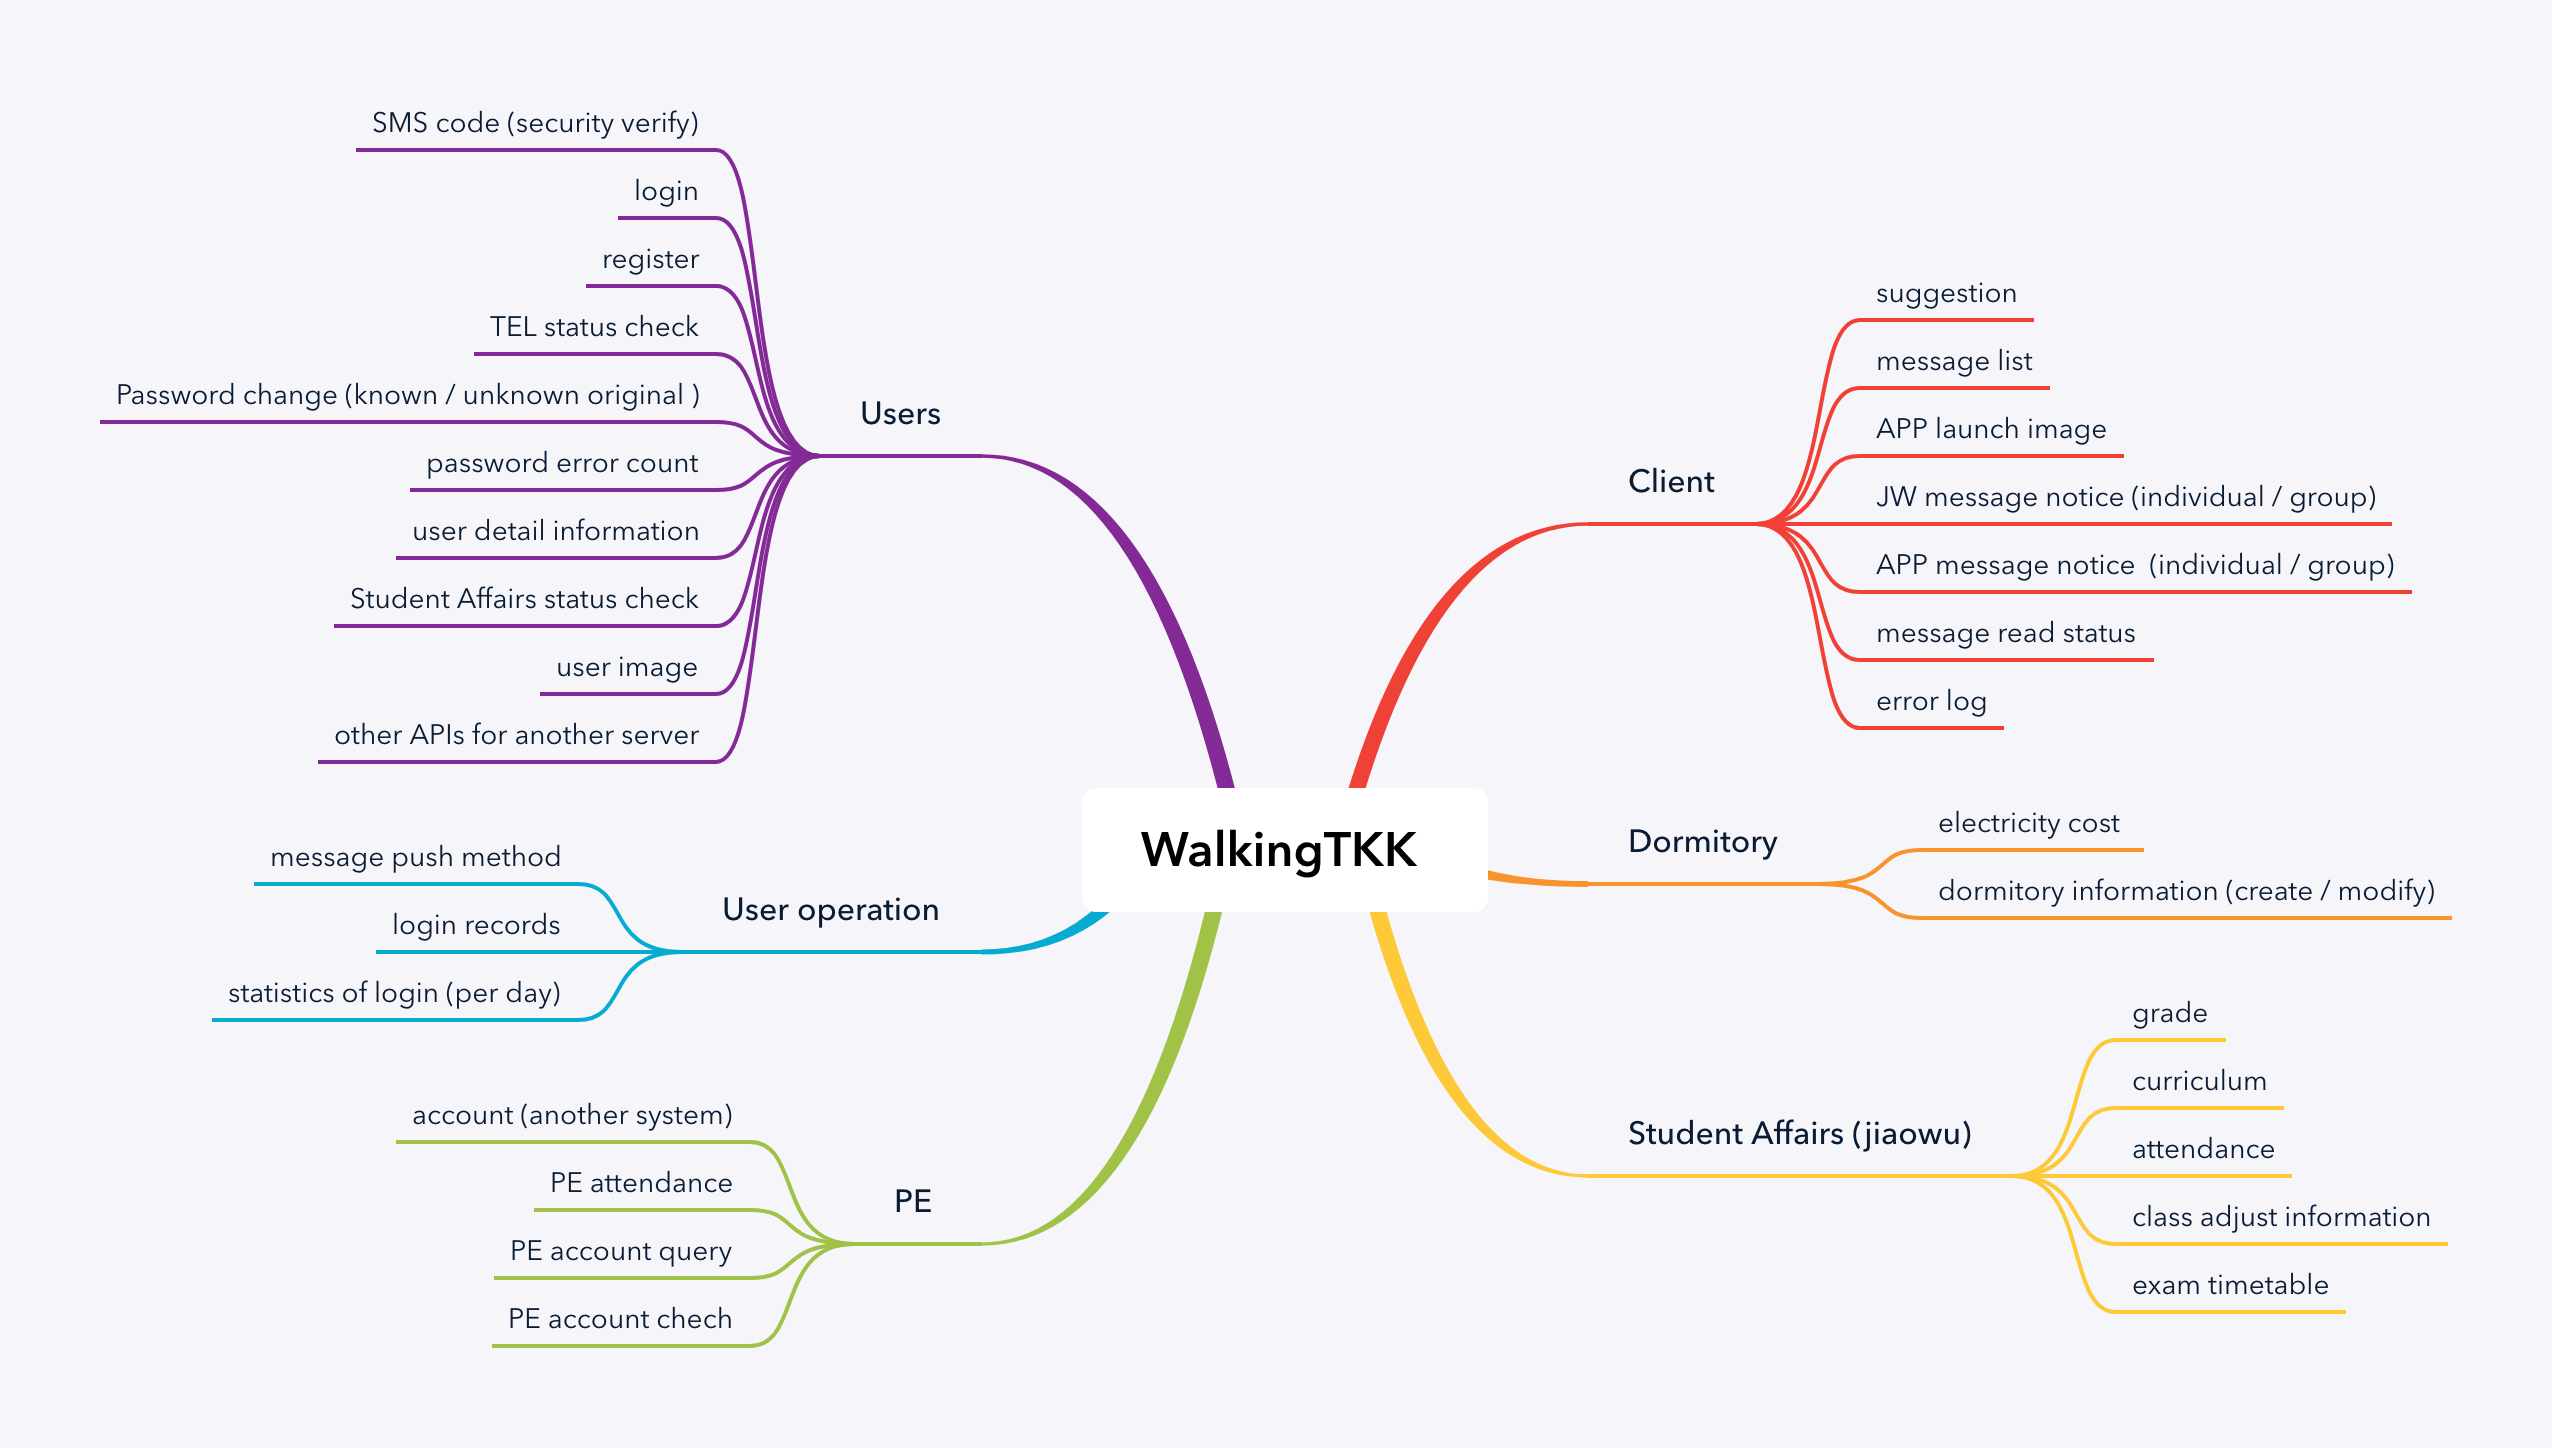 WalkingTKK
Users
SMS code (security verify)
login
register
TEL status check
Password change (known / unknown original )
password error count
user detail information
Student Affairs status check
user image
other APIs for another server
User operation
message push method
login records
statistics of login (per day)
PE
account (another system)
PE attendance
PE account query
PE account chech
Client
suggestion
message list
APP launch image
JW message notice (individual / group)
APP message notice  (individual / group)
message read status
error log
Dormitory
electricity cost
dormitory information (create / modify)
Student Affairs (jiaowu)
grade
curriculum
attendance
class adjust information
exam timetable